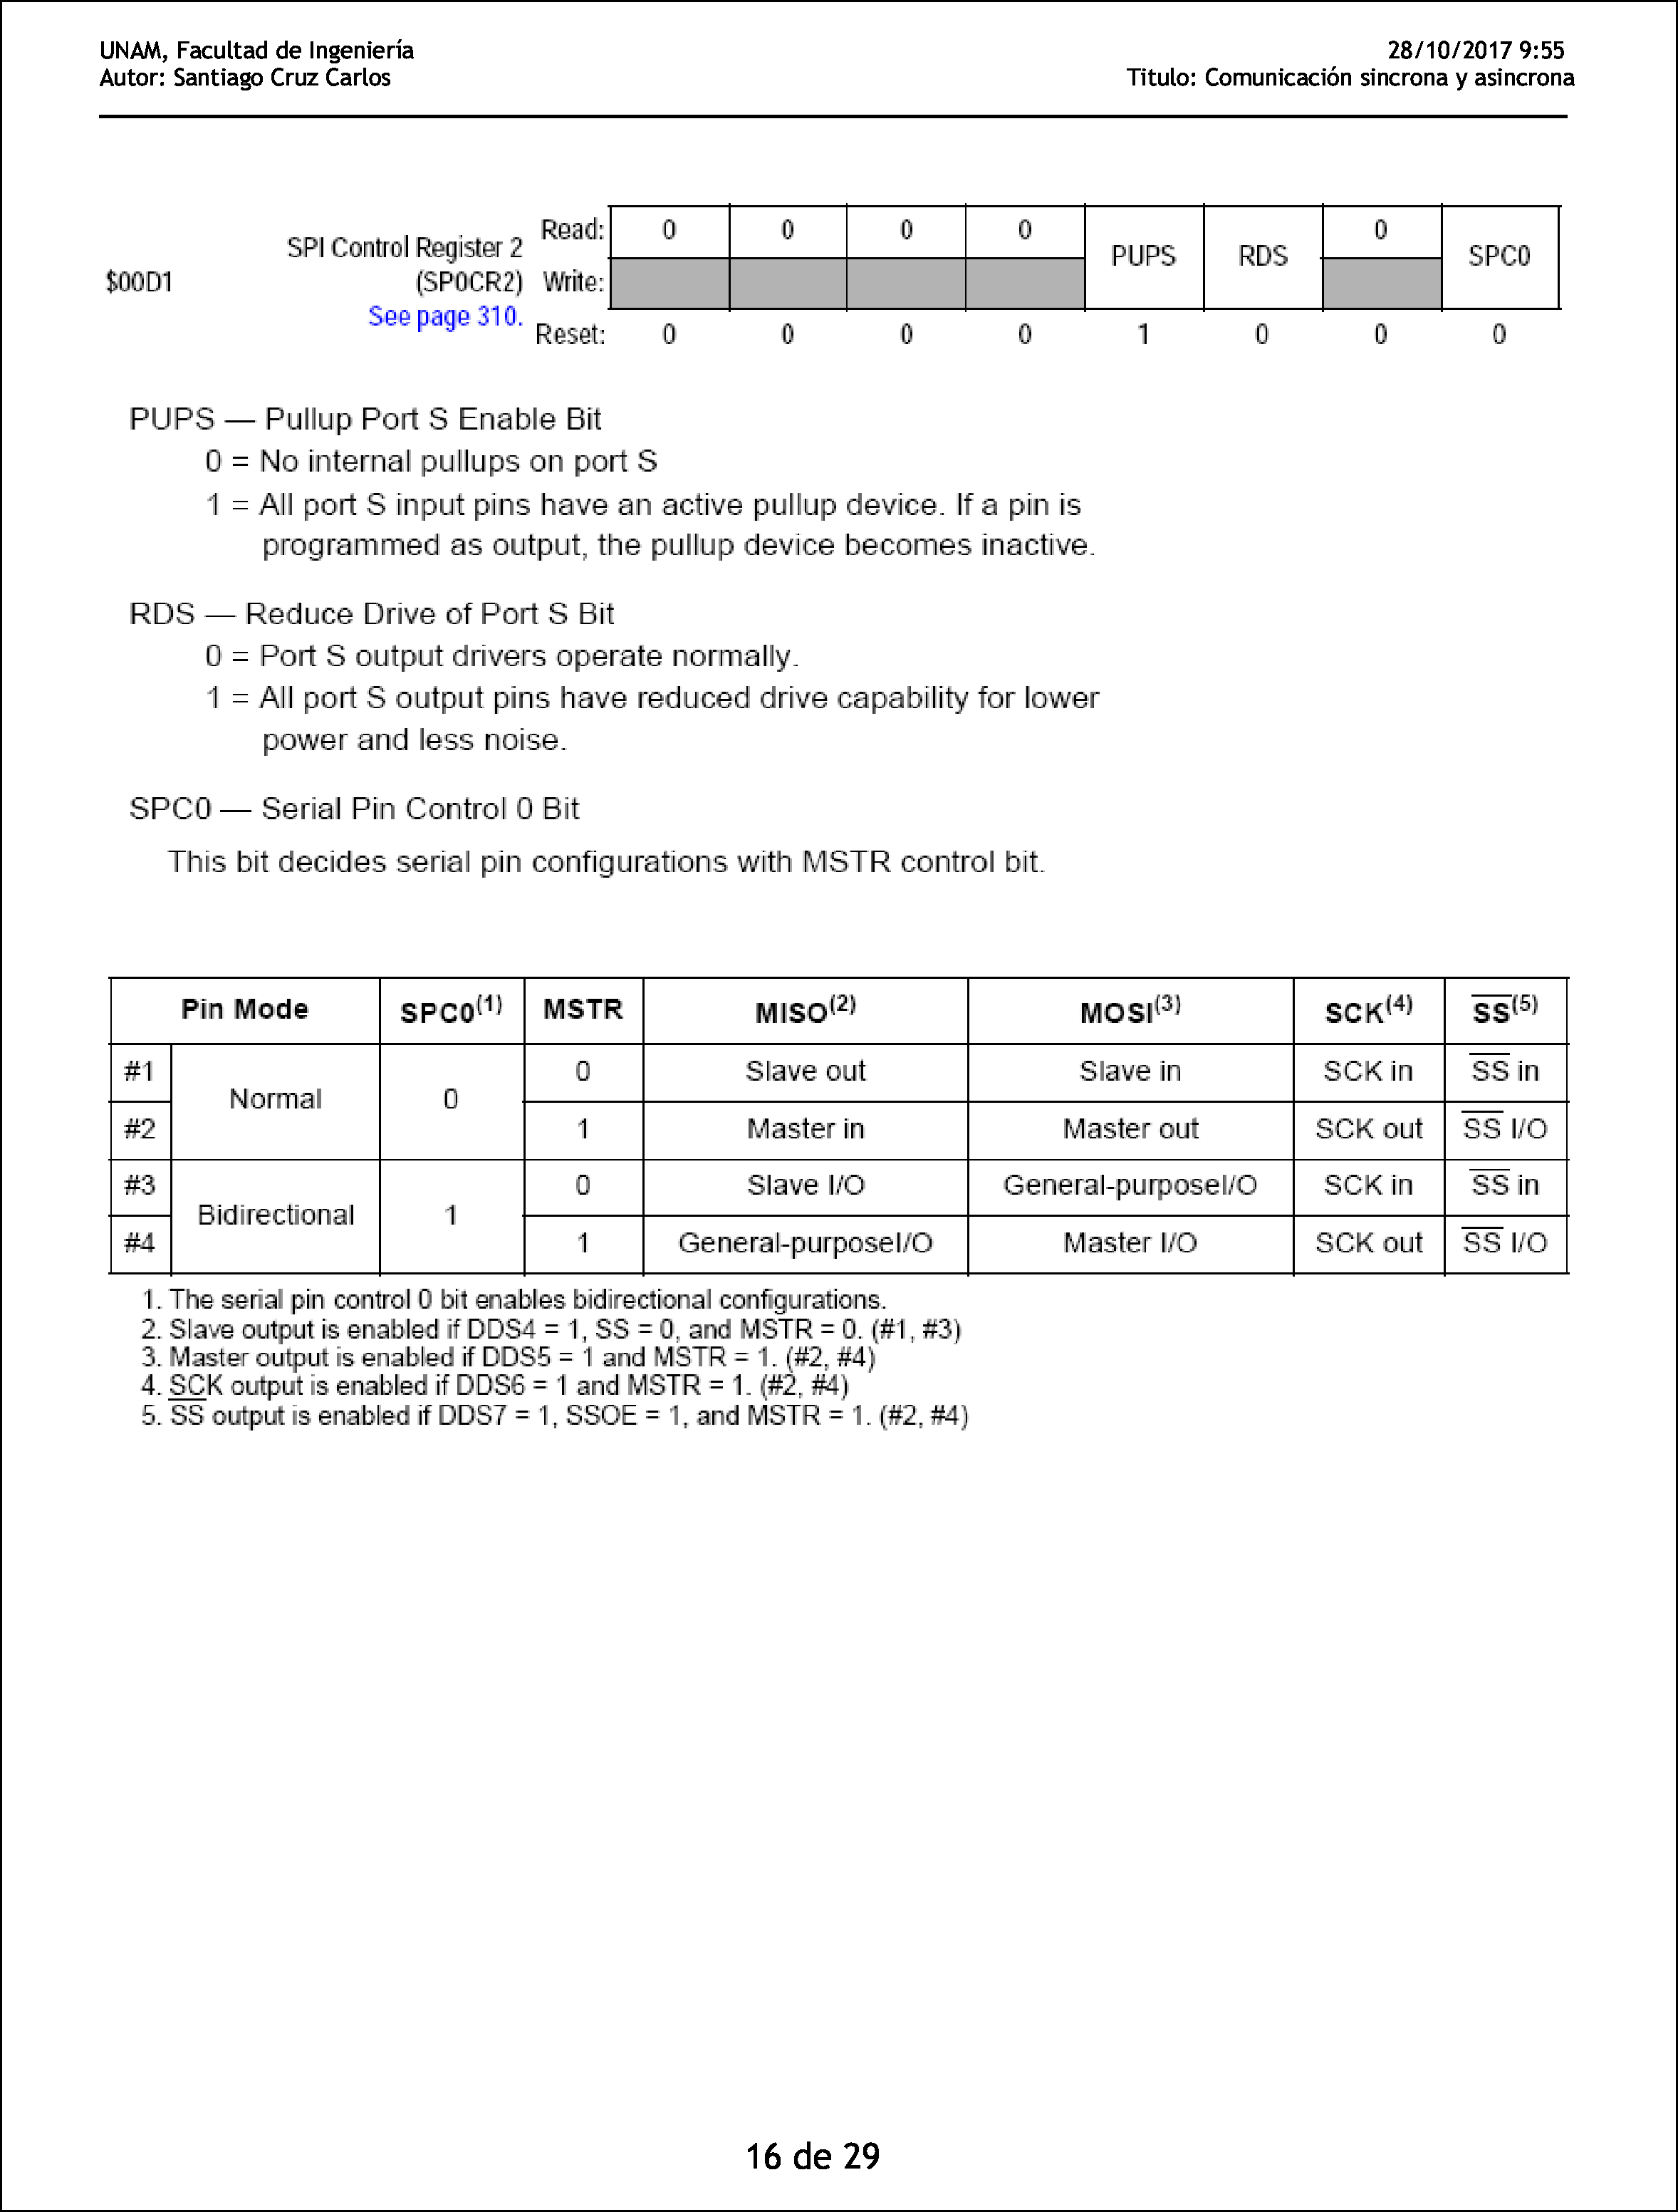 UNAM, Facultad de Ingeniería 28/10/2017 9:55
Autor: Santiago Cruz Carlos Titulo: Comunicación sincrona y asincrona
$00D1 SPI Control Register 2 (SP0CR2) See page 310.
Read: 0 0 0 0 PUPS RDS 0 SPC0
Write:
Reset: 0 0 0 0 1 0 0 0
PUPS — Pullup Port S Enable Bit
0 = No internal pullups on port S
1 = All port S input pins have an active pullup device. If a pin is
programmed as output, the pullup device becomes inactive.
RDS — Reduce Drive of Port S Bit
0 = Port S output drivers operate normally.
1 = All port S output pins have reduced drive capability for lower
power and less noise.
SPC0 — Serial Pin Control 0 Bit
This bit decides serial pin configurations with MSTR control bit.
Pin Mode SPC0(1) MSTR MISO(2) MOSI(3) SCK(4) S̅S̅(5)
#1 Normal 0 0 Slave out Slave in SCK in S̅S̅ in
#2 1 Master in Master out SCK out S̅S̅ I/O
#3 Bidirectional 1 0 Slave I/O General-purposeI/O SCK in S̅S̅ in
#4 1 General-purposeI/O Master I/O SCK out S̅S̅ I/O
1. The serial pin control 0 bit enables bidirectional configurations.
2. Slave output is enabled if DDS4 = 1, SS = 0, and MSTR = 0. (#1, #3)
3. Master output is enabled if DDS5 = 1 and MSTR = 1. (#2, #4)
4. SCK output is enabled if DDS6 = 1 and MSTR = 1. (#2, #4)
5. S̅S̅ output is enabled if DDS7 = 1, SSOE = 1, and MSTR = 1. (#2, #4)
16 de 29